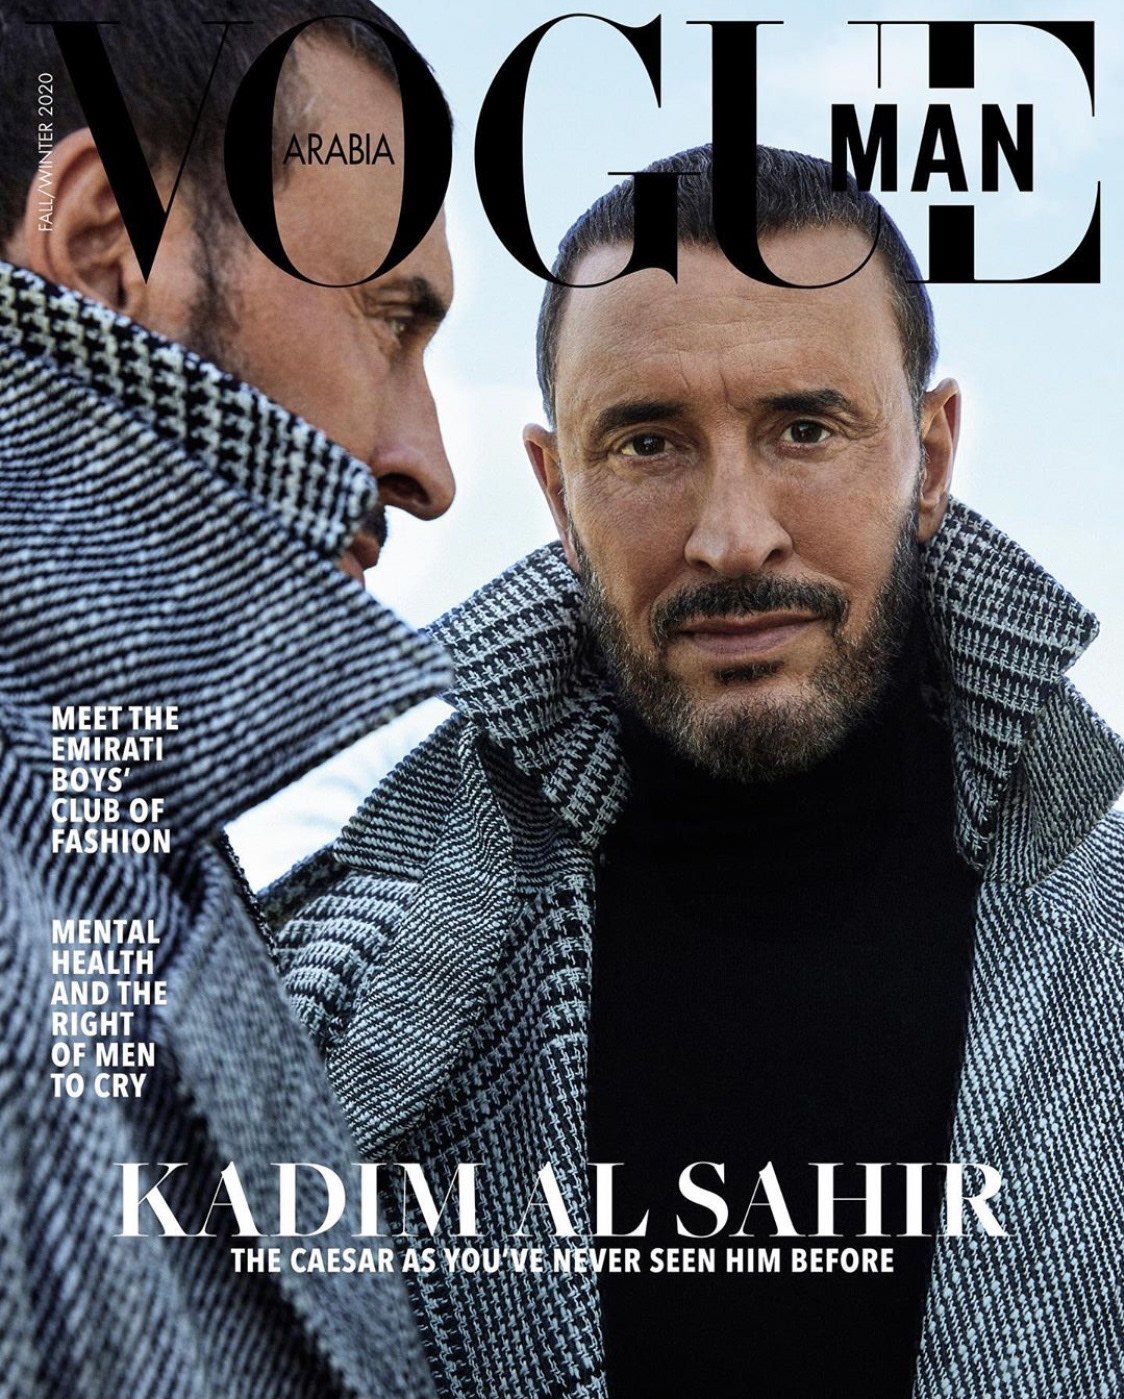 FALL/WINTER 2020
VOGUE
ARABIA
MAN
MEET THE
EMIRATI
BOYS'
CLUB OF
FASHION
MENTAL
HEALTH
AND THE
RIGHT
OF MEN
TO CRY
KADIM AL SAHIR
THE CAESAR AS YOU'VE NEVER SEEN HIM BEFORE